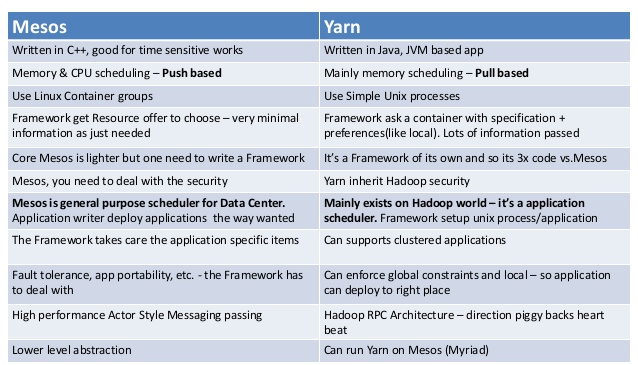 Mesos
Yarn
Written in C++, good for time sensitive works
Written in Java, JVM based app
Memory & CPU scheduling – Push based
Mainly memory scheduling – Pull based
Use Linux Container groups
Use Simple Unix processes
Framework get Resource offer to choose – very minimal
information as just needed
Framework ask a container with specification +
preferences(like local). Lots of information passed
Core Mesos is lighter but one need to write a Framework
It's a Framework of its own and so its 3x code vs.Mesos
Mesos, you need to deal with the security
Yarn inherit Hadoop security
Mesos is general purpose scheduler for Data Center.
Application writer deploy applications the way wanted
Mainly exists on Hadoop world – it's a application
scheduler. Framework setup unix process/application
The Framework takes care the application specific items
Can supports clustered applications
Fault tolerance, app portability, etc. - the Framework has
to deal with
Can enforce global constraints and local – so application
can deploy to right place
High performance Actor Style Messaging passing
Hadoop RPC Architecture – direction piggy backs heart
beat
Lower level abstraction
Can run Yarn on Mesos (Myriad)